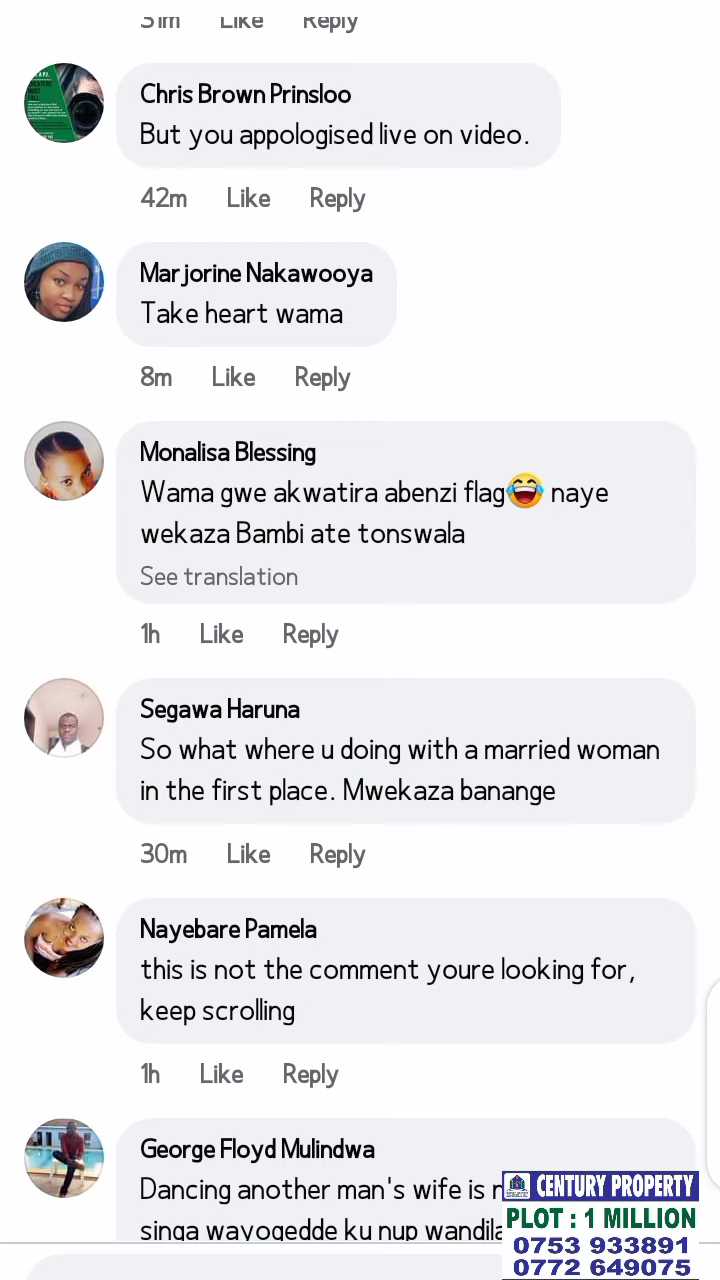 31m Like Reply
Chris Brown Prinsloo
But you appologised live on video.
42m Like Reply
Marjorine Nakawooya
Take heart wama
8m Like Reply
Monalisa Blessing
Wama gwe akwatira abenzi flag😂 naye
wekaza Bambi ate tonswala
See translation
1h Like Reply
Segawa Haruna
So what where u doing with a married woman
in the first place. Mwekaza banange
30m Like Reply
Nayebare Pamela
this is not the comment youre looking for,
keep scrolling
1h Like Reply
George Floyd Mulindwa
Dancing another man's wife is
singa wayogedde ku nup
CENTURY PROPERTY
PLOT : 1 MILLION
0753 933891
0772 649075